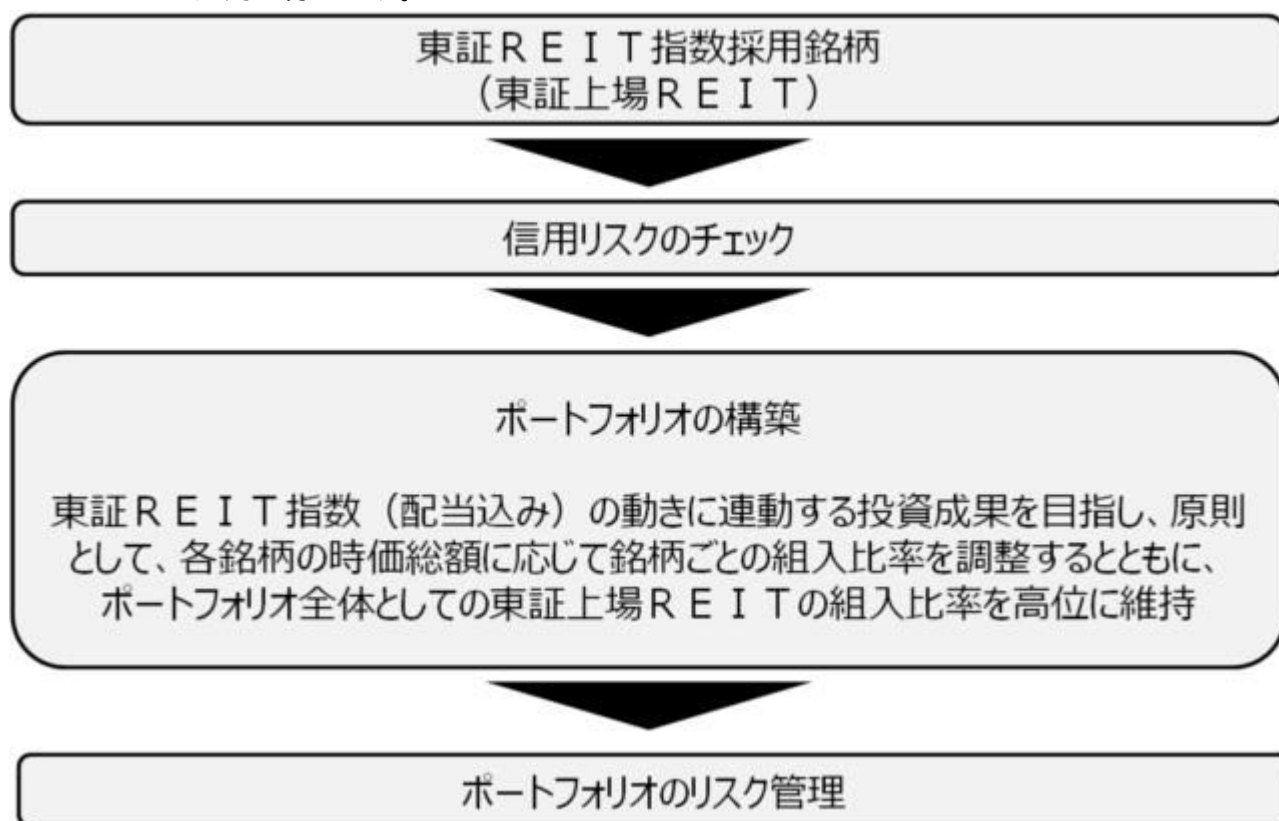 東証ＲＥＩＴ指数採用銘柄
（東証上場ＲＥＩＴ）
信用リスクのチェック
ポートフォリオの構築
東証ＲＥＩＴ指数（配当込み）の動きに連動する投資成果を目指し、原則
として、各銘柄の時価総額に応じて銘柄ごとの組入比率を調整するとともに、
ポートフォリオ全体としての東証上場ＲＥＩＴの組入比率を高位に維持
ポートフォリオのリスク管理